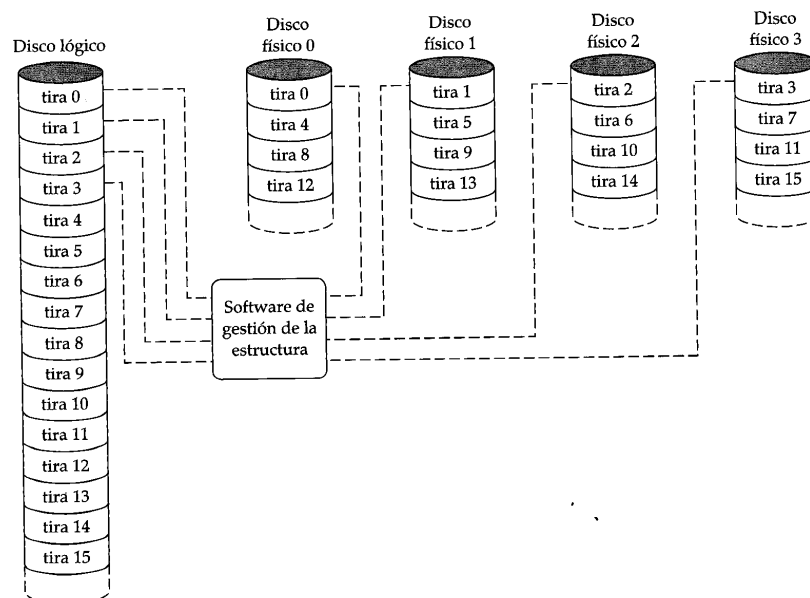 Disco lógico
tira 0
tira 1
tira 2
tira 3
tira 4
tira 5
tira 6
tira 7
tira 8
tira 9
tira 10
tira 11
tira 12
tira 13
tira 14
tira 15
Disco
físico 0
tira 0
tira 4
tira 8
tira 12
Disco
físico 1
tira 1
tira 5
tira 9
tira 13
Disco
físico 2
tira 2
tira 6
tira 10
tira 14
Disco
físico 3
tira 3
tira 7
tira 11
tira 15
Software de
gestión de la
estructura